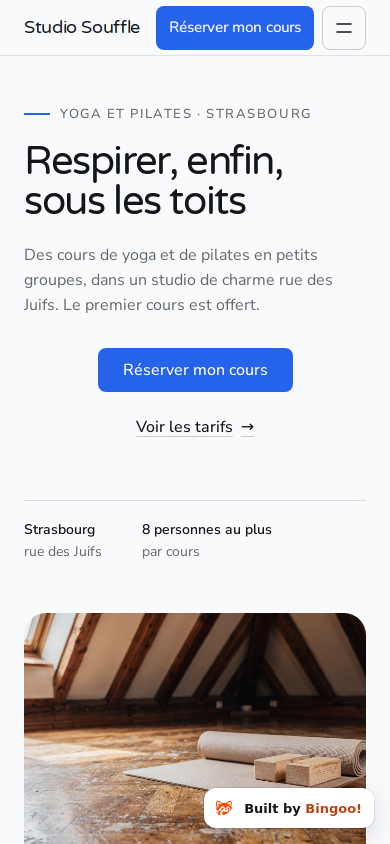 Studio Souffle
Réserver mon cours
YOGA ET PILATES · STRASBOURG
Respirer, enfin,
sous les toits
Des cours de yoga et de pilates en petits
groupes, dans un studio de charme rue des
Juifs. Le premier cours est offert.
Réserver mon cours
Voir les tarifs →
Strasbourg
rue des Juifs
8 personnes au plus
par cours
Built by Bingoo!